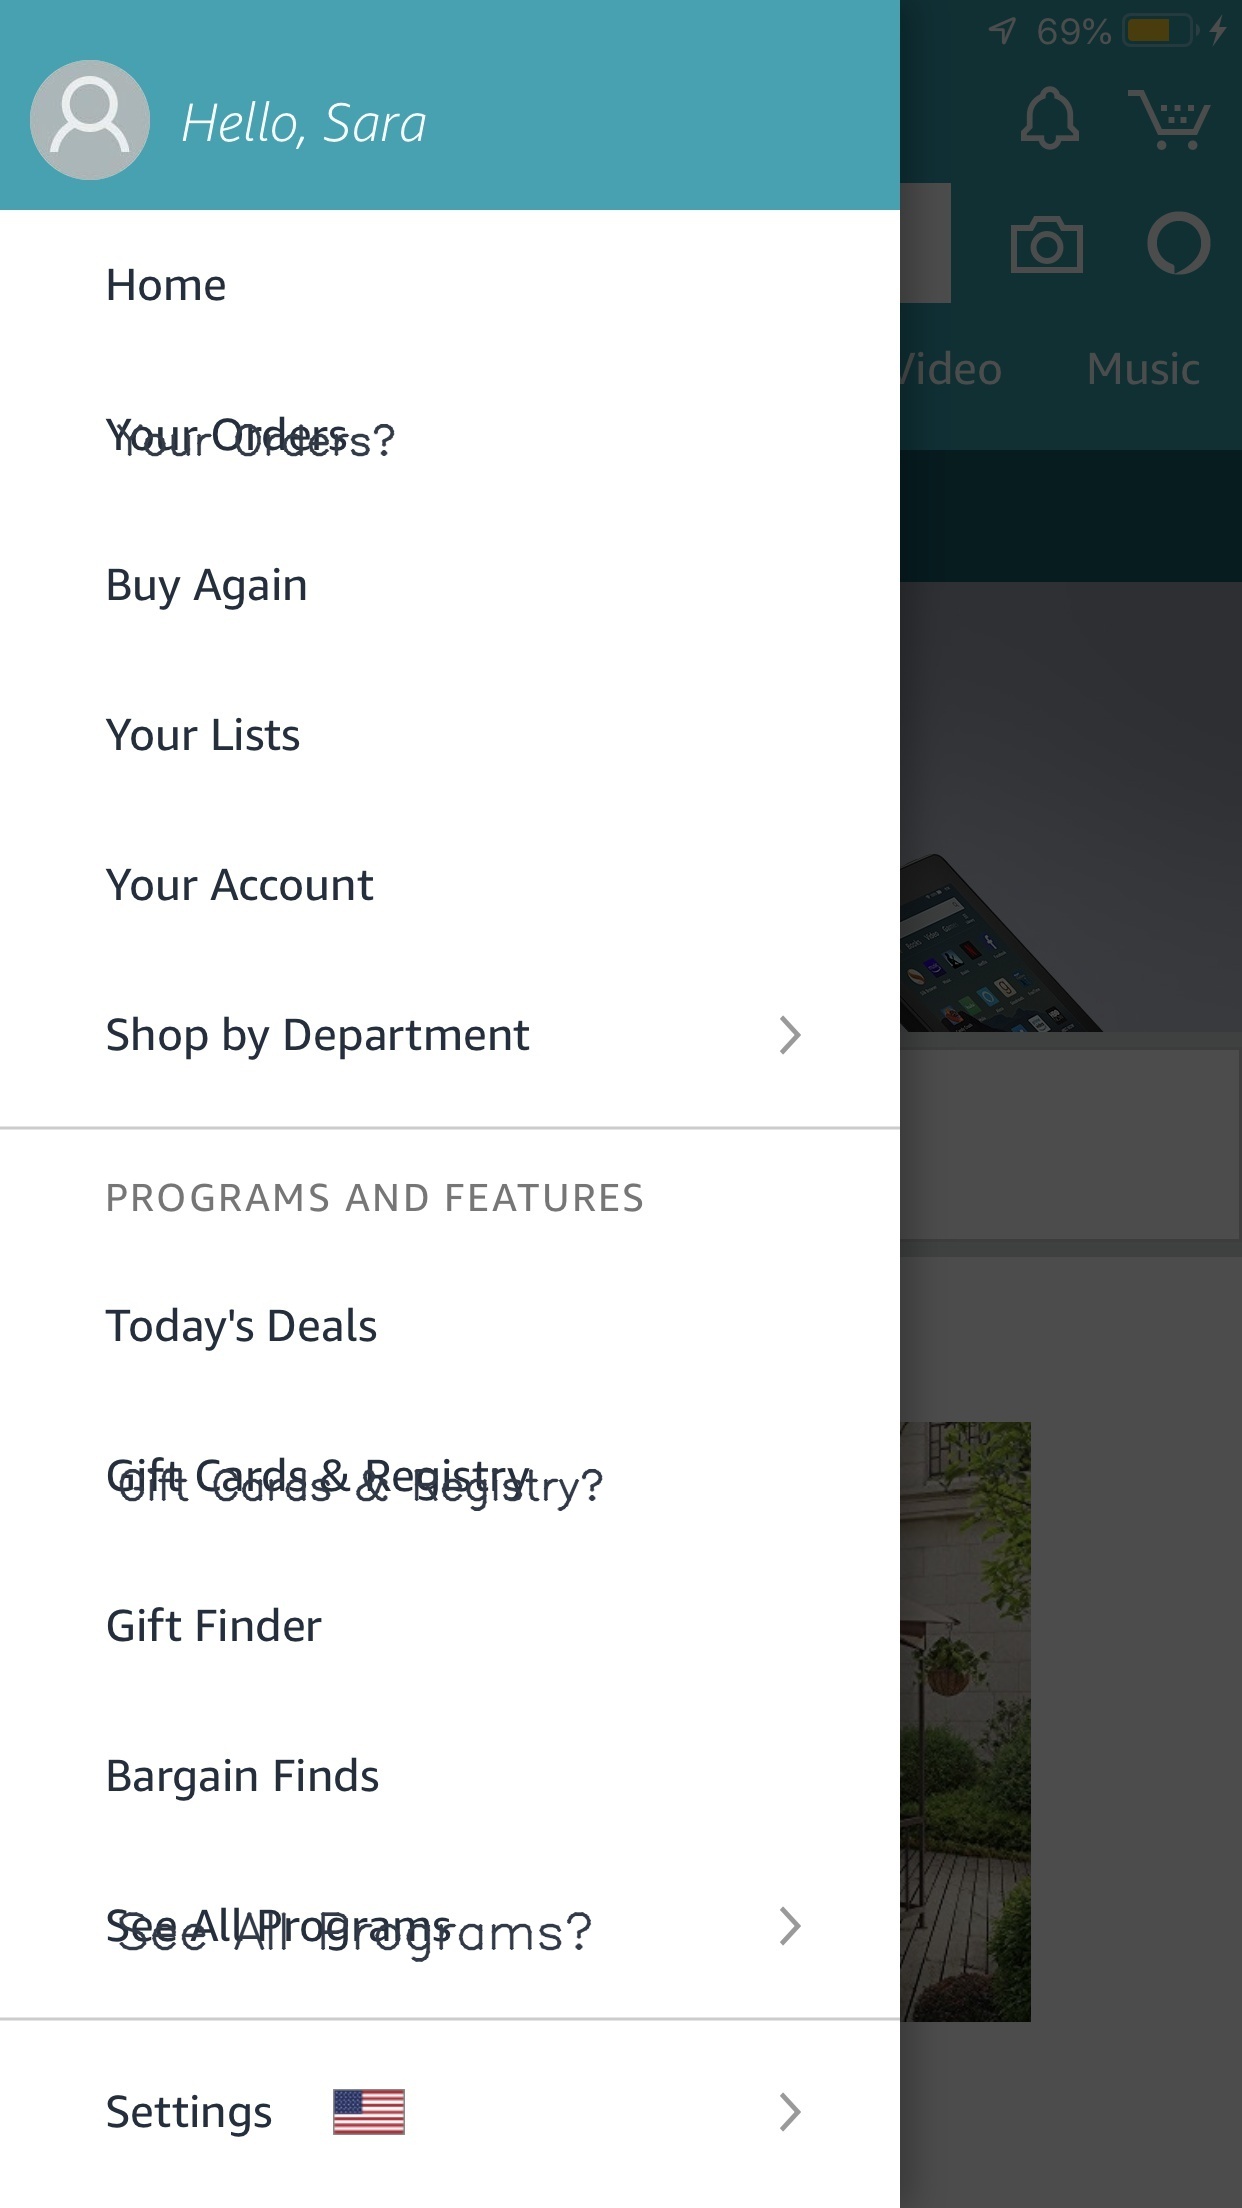 69%
Hello, Sara
Video Music
Home
Your Orders
Your Orders?
Buy Again
Your Lists
Your Account
Shop by Department
PROGRAMS AND FEATURES
Today's Deals
Gift Cards & Registry
Gift Cards & Registry?
Gift Finder
Bargain Finds
See All Programs
See All Programs?
Settings